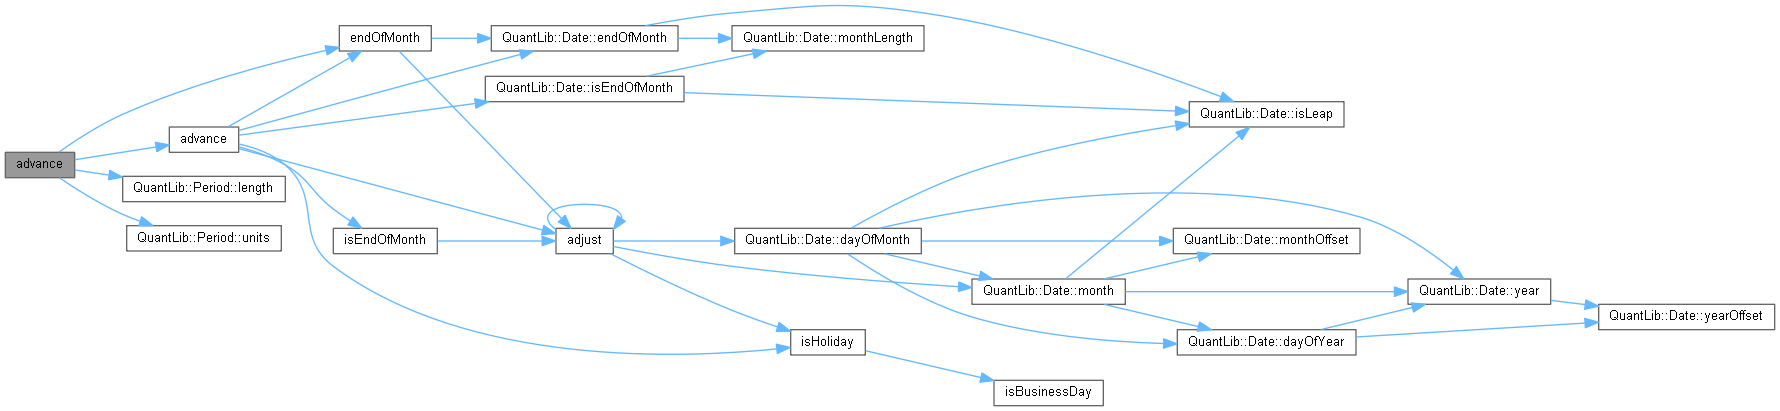 advance
advance
QuantLib::Period::length
QuantLib::Period::units
endOfMonth
isEndOfMonth
QuantLib::Date::endOfMonth
QuantLib::Date::isEndOfMonth
adjust
QuantLib::Date::monthLength
QuantLib::Date::dayOfMonth
isHoliday
QuantLib::Date::month
isBusinessDay
QuantLib::Date::isLeap
QuantLib::Date::monthOffset
QuantLib::Date::dayOfYear
QuantLib::Date::year
QuantLib::Date::yearOffset